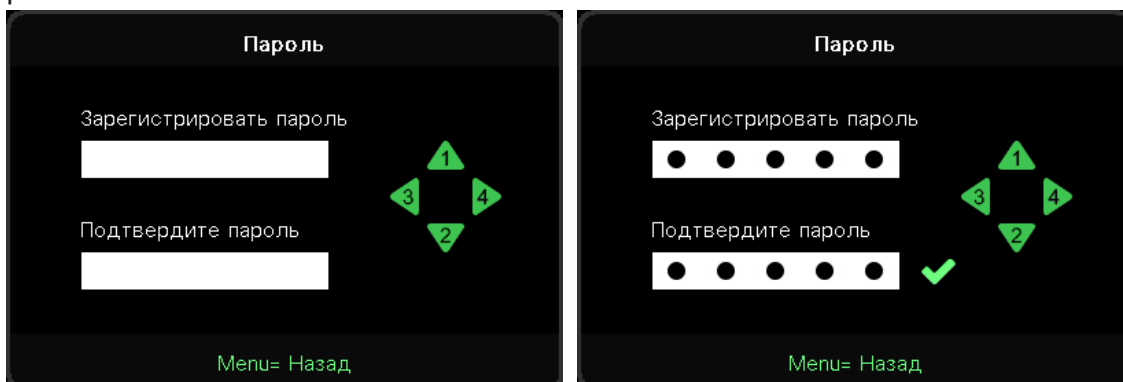 Пароль
Зарегистрировать пароль
1
3 4
Подтвердите пароль
2
Menu= Назад
Пароль
Зарегистрировать пароль
1
3 4
Подтвердите пароль
2
Menu= Назад